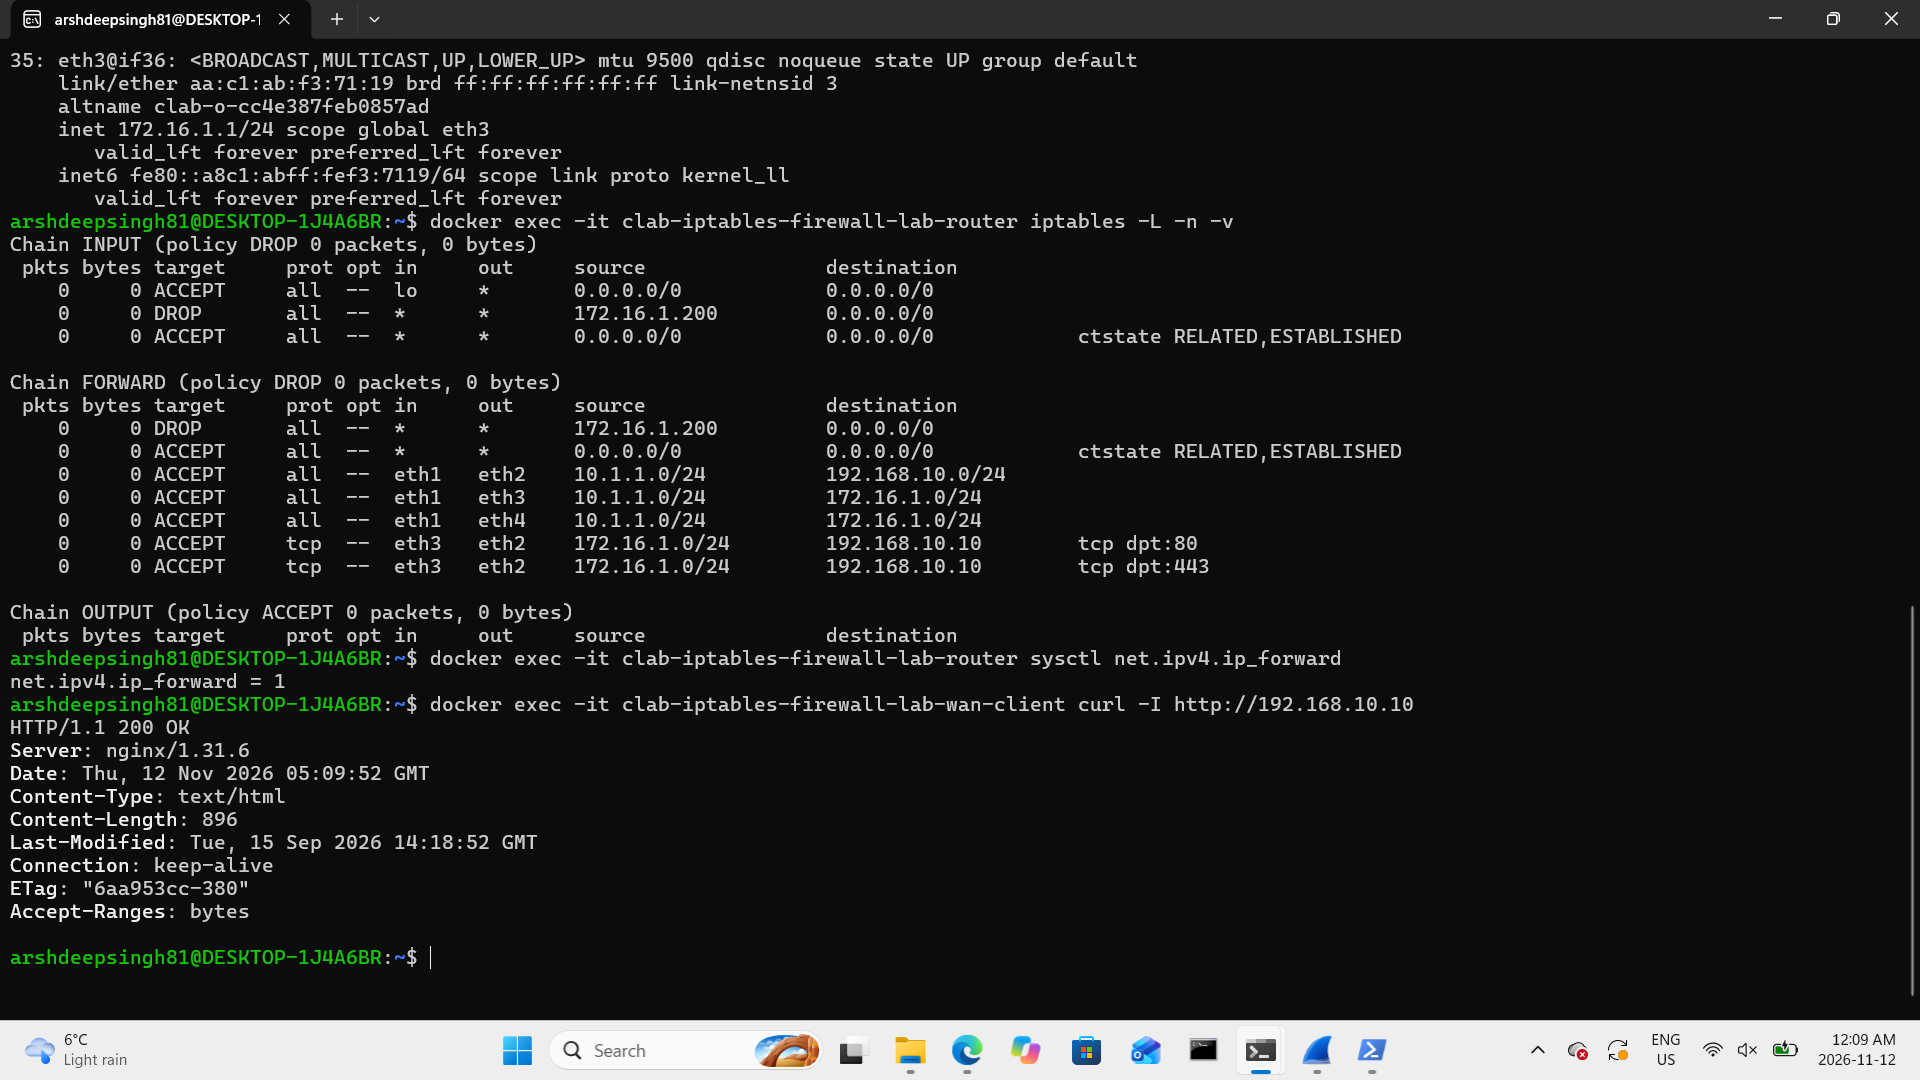 arshdeepsingh81@DESKTOP-1
35: eth3@if36: <BROADCAST,MULTICAST,UP,LOWER_UP> mtu 9500 qdisc noqueue state UP group default
    link/ether aa:c1:ab:f3:71:19 brd ff:ff:ff:ff:ff:ff link-netnsid 3
    altname clab-o-cc4e387feb0857ad
    inet 172.16.1.1/24 scope global eth3
       valid_lft forever preferred_lft forever
    inet6 fe80::a8c1:abff:fef3:7119/64 scope link proto kernel_ll
       valid_lft forever preferred_lft forever
arshdeepsingh81@DESKTOP-1J4A6BR:~$ docker exec -it clab-iptables-firewall-lab-router iptables -L -n -v
Chain INPUT (policy DROP 0 packets, 0 bytes)
 pkts bytes target     prot opt in     out     source               destination
    0     0 ACCEPT     all  --  lo     *       0.0.0.0/0            0.0.0.0/0
    0     0 DROP       all  --  *      *       172.16.1.200         0.0.0.0/0
    0     0 ACCEPT     all  --  *      *       0.0.0.0/0            0.0.0.0/0            ctstate RELATED,ESTABLISHED
Chain FORWARD (policy DROP 0 packets, 0 bytes)
 pkts bytes target     prot opt in     out     source               destination
    0     0 DROP       all  --  *      *       172.16.1.200         0.0.0.0/0
    0     0 ACCEPT     all  --  *      *       0.0.0.0/0            0.0.0.0/0            ctstate RELATED,ESTABLISHED
    0     0 ACCEPT     all  --  eth1   eth2    10.1.1.0/24          192.168.10.0/24
    0     0 ACCEPT     all  --  eth1   eth3    10.1.1.0/24          172.16.1.0/24
    0     0 ACCEPT     all  --  eth1   eth4    10.1.1.0/24          172.16.1.0/24
    0     0 ACCEPT     tcp  --  eth3   eth2    172.16.1.0/24        192.168.10.10        tcp dpt:80
    0     0 ACCEPT     tcp  --  eth3   eth2    172.16.1.0/24        192.168.10.10        tcp dpt:443
Chain OUTPUT (policy ACCEPT 0 packets, 0 bytes)
 pkts bytes target     prot opt in     out     source               destination
arshdeepsingh81@DESKTOP-1J4A6BR:~$ docker exec -it clab-iptables-firewall-lab-router sysctl net.ipv4.ip_forward
net.ipv4.ip_forward = 1
arshdeepsingh81@DESKTOP-1J4A6BR:~$ docker exec -it clab-iptables-firewall-lab-wan-client curl -I http://192.168.10.10
HTTP/1.1 200 OK
Server: nginx/1.31.6
Date: Thu, 12 Nov 2026 05:09:52 GMT
Content-Type: text/html
Content-Length: 896
Last-Modified: Tue, 15 Sep 2026 14:18:52 GMT
Connection: keep-alive
ETag: "6aa953cc-380"
Accept-Ranges: bytes
arshdeepsingh81@DESKTOP-1J4A6BR:~$
6°C
Light rain
Search
ENG
US
12:09 AM
2026-11-12